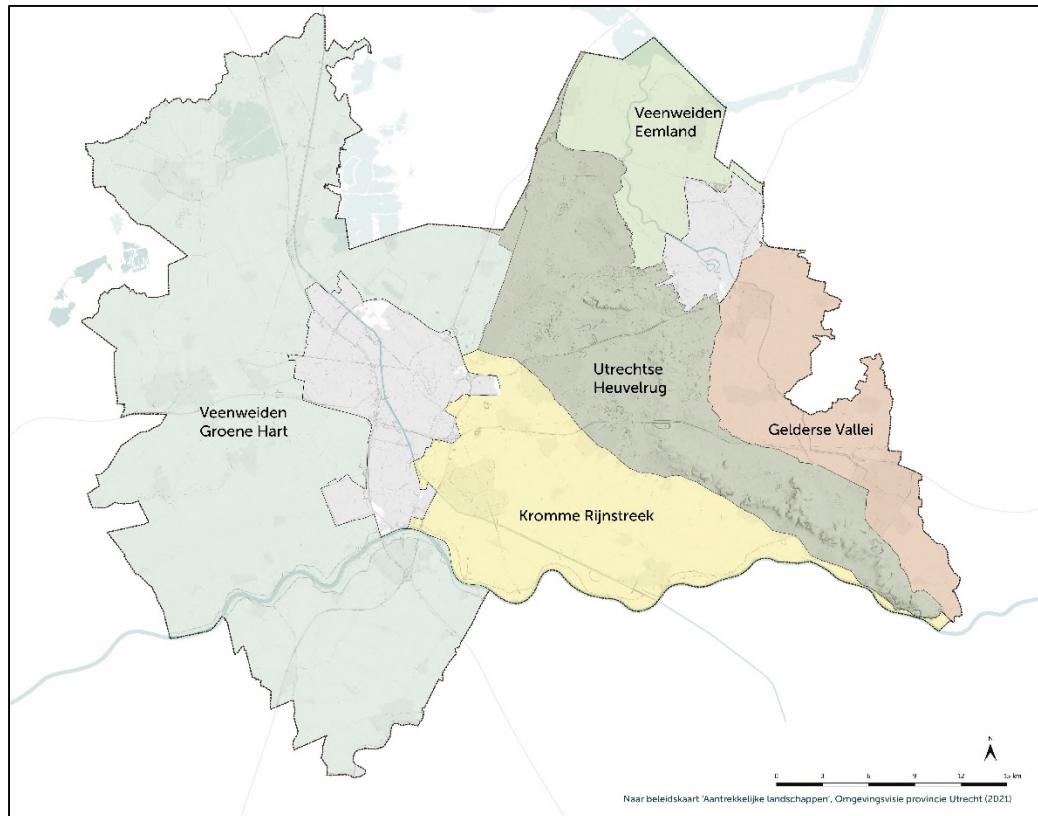 Veenweiden
Eemland
Utrechtse
Heuvelrug
Veenweiden
Groene Hart
Gelderse Vallei
Kromme Rijnstreek
N
0 3 6 9 12 15 km
Naar beleidskaart 'Aantrekkelijke landschappen', Omgevingsvisie provincie Utrecht (2021)